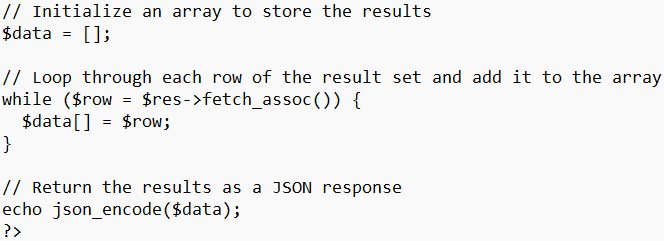 // Initialize an array to store the results
$data = [];
// Loop through each row of the result set and add it to the array
while ($row = $res->fetch_assoc()) {
  $data[] = $row;
}
// Return the results as a JSON response
echo json_encode($data);
?>